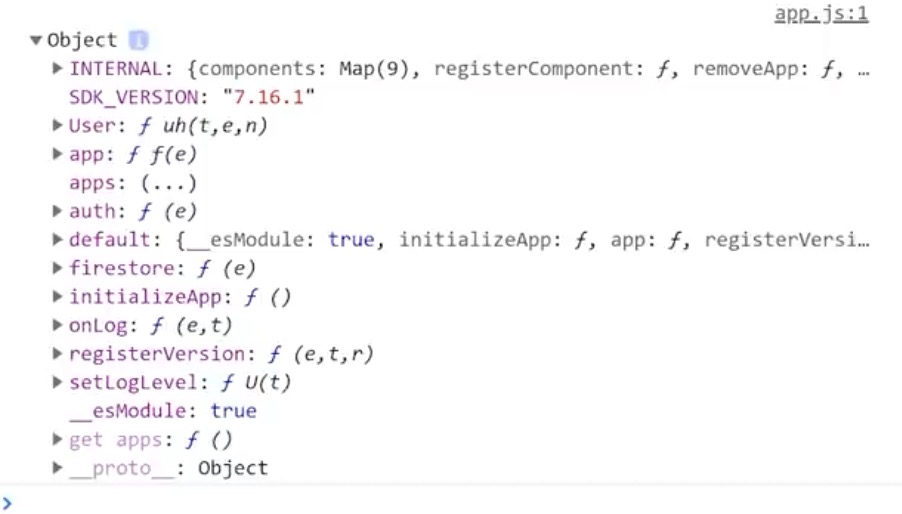 app.js:1
▼Object i
▶INTERNAL: {components: Map(9), registerComponent: ƒ, removeApp: ƒ, …
SDK_VERSION: "7.16.1"
▶User: ƒ uh(t,e,n)
▶app: ƒ f(e)
apps: (...)
▶auth: ƒ (e)
▶default: {__esModule: true, initializeApp: ƒ, app: ƒ, registerVersi…
▶firestore: ƒ (e)
▶initializeApp: ƒ ()
▶onLog: ƒ (e,t)
▶registerVersion: ƒ (e,t,r)
▶setLogLevel: ƒ U(t)
__esModule: true
▶get apps: ƒ ()
▶__proto__: Object
>